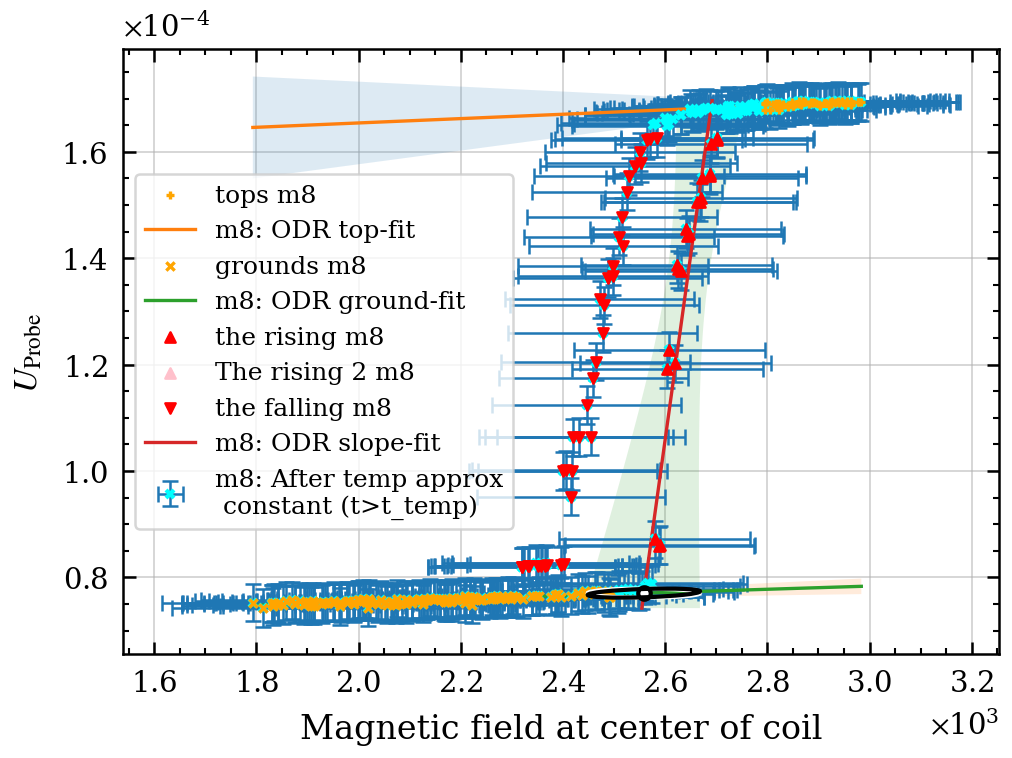 ×10⁻⁴
1.6
1.4
1.2
1.0
0.8
U_Probe
tops m8
m8: ODR top-fit
grounds m8
m8: ODR ground-fit
the rising m8
The rising 2 m8
the falling m8
m8: ODR slope-fit
m8: After temp approx
constant (t>t_temp)
1.6 1.8 2.0 2.2 2.4 2.6 2.8 3.0 3.2
×10³
Magnetic field at center of coil